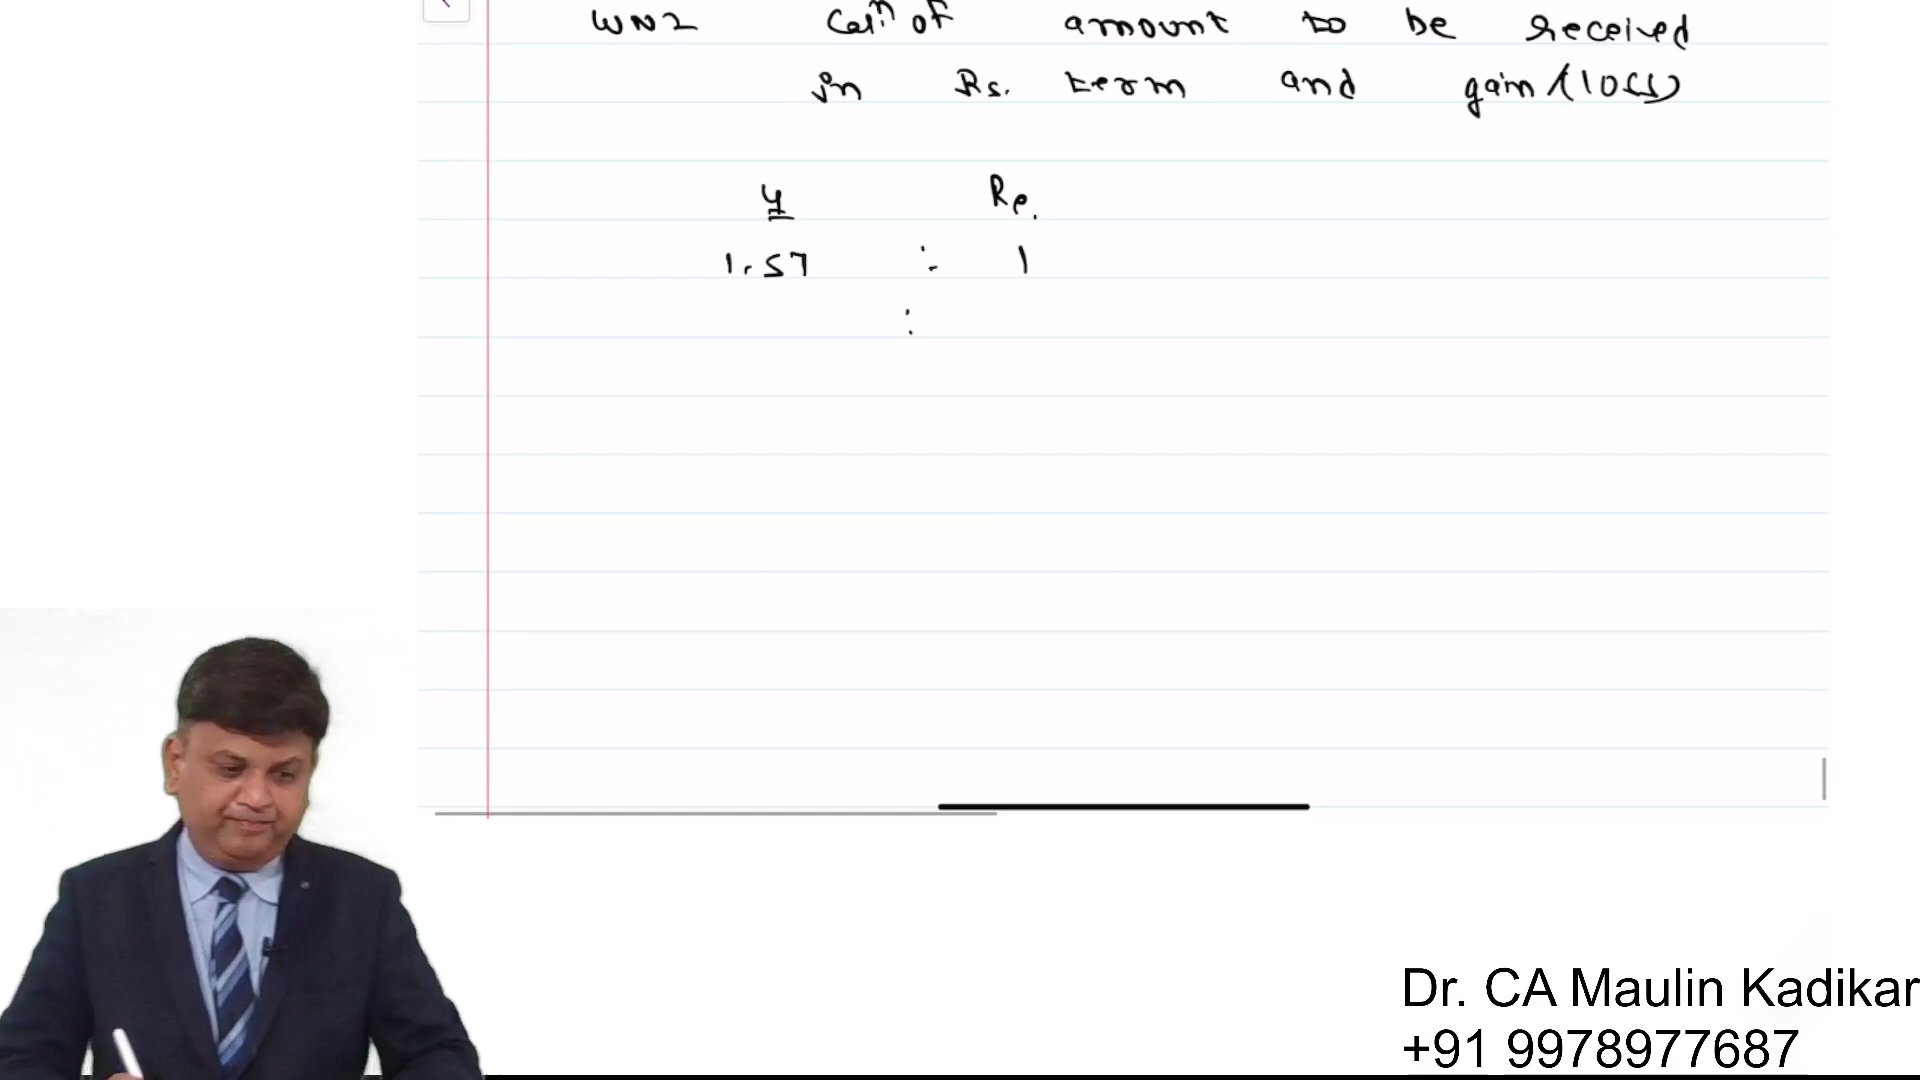 WN2 Calⁿ of amount to be received
in Rs. term and gain/(loss)
¥ Re.
1.57 : 1
:
Dr. CA Maulin Kadikar
+91 9978977687